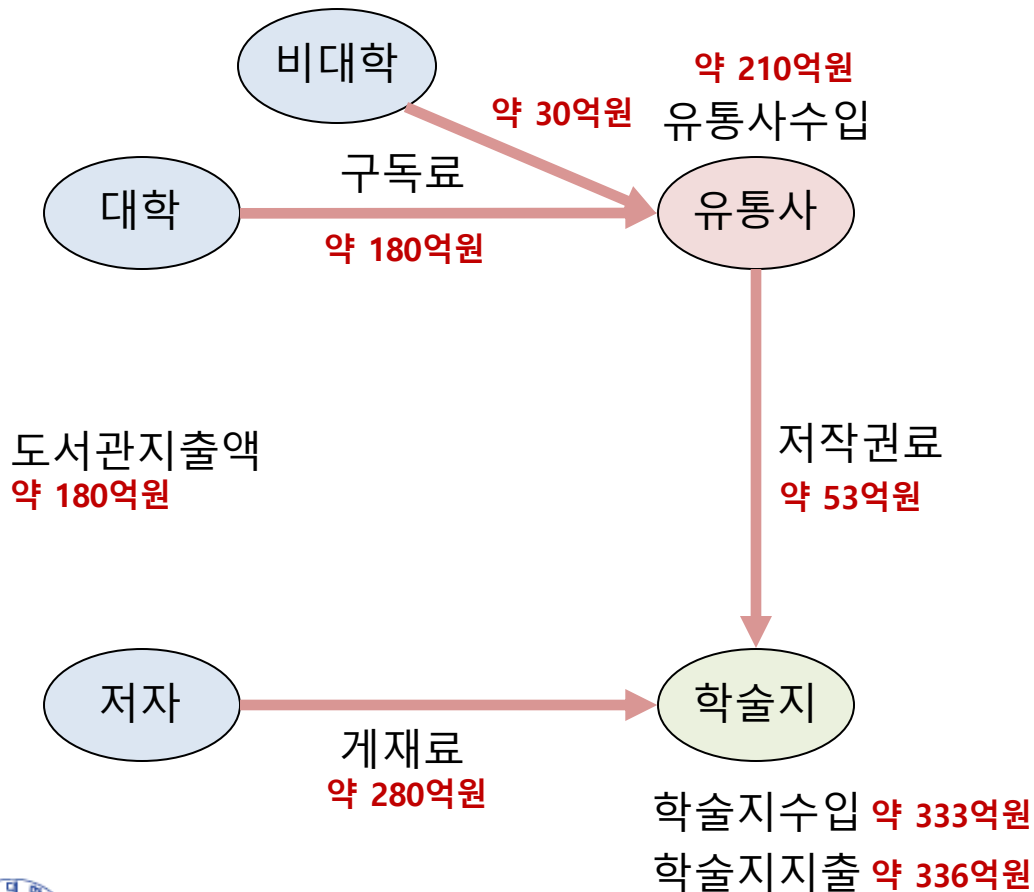 비대학
약 210억원
약 30억원
유통사수입
구독료
대학
유통사
약 180억원
도서관지출액
약 180억원
저작권료
약 53억원
저자
학술지
게재료
약 280억원
학술지수입 약 333억원
학술지지출 약 336억원